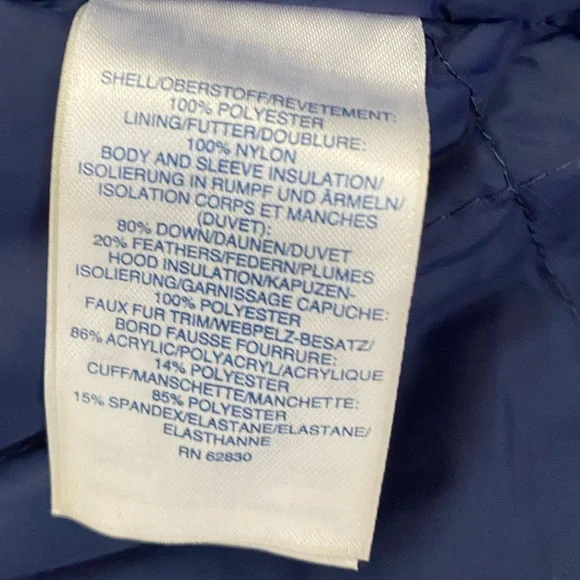 SHELL/OBERSTOFF/REVETEMENT:
100% POLYESTER
LINING/FUTTER/DOUBLURE:
100% NYLON
BODY AND SLEEVE INSULATION/
ISOLIERUNG IN RUMPF UND ÄRMELN/
ISOLATION CORPS ET MANCHES
(DUVET):
80% DOWN/DAUNEN/DUVET
20% FEATHERS/FEDERN/PLUMES
HOOD INSULATION/KAPUZEN-
ISOLIERUNG/GARNISSAGE CAPUCHE:
100% POLYESTER
FAUX FUR TRIM/WEBPELZ-BESATZ/
BORD FAUSSE FOURRURE:
86% ACRYLIC/POLYACRYL/ACRYLIQUE
14% POLYESTER
CUFF/MANSCHETTE/MANCHETTE:
85% POLYESTER
15% SPANDEX/ELASTANE/ELASTANE/
ELASTHANNE
RN 62830